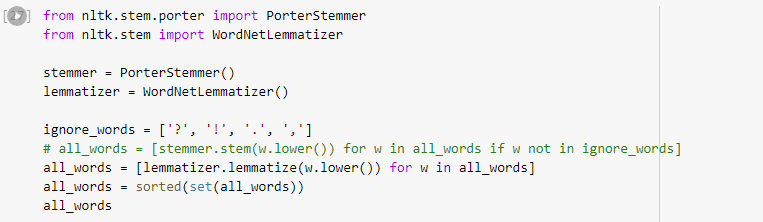 from nltk.stem.porter import PorterStemmer
from nltk.stem import WordNetLemmatizer
stemmer = PorterStemmer()
lemmatizer = WordNetLemmatizer()
ignore_words = ['?', '!', '.', ',']
# all_words = [stemmer.stem(w.lower()) for w in all_words if w not in ignore_words]
all_words = [lemmatizer.lemmatize(w.lower()) for w in all_words]
all_words = sorted(set(all_words))
all_words